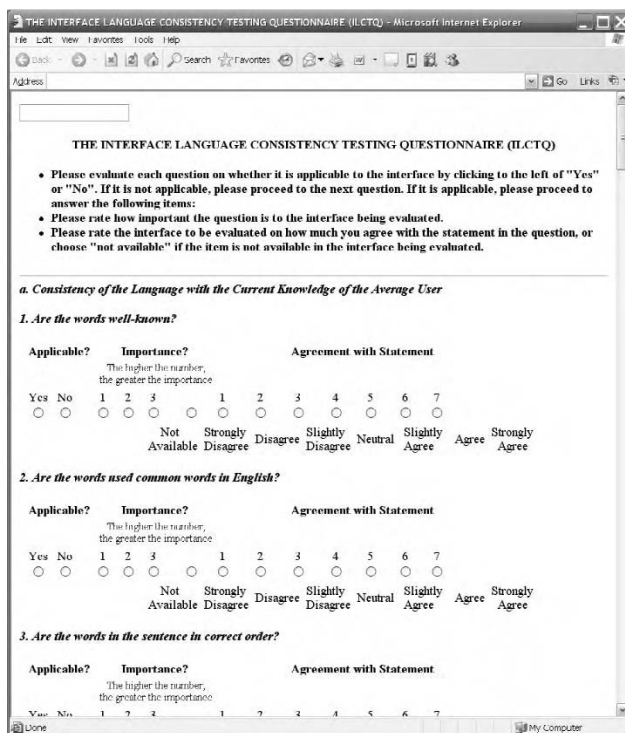 THE INTERFACE LANGUAGE CONSISTENCY TESTING QUESTIONNAIRE (ILCTQ) - Microsoft Internet Explorer
File Edit View Favorites Tools Help
Back Search Favorites
Address Go Links
THE INTERFACE LANGUAGE CONSISTENCY TESTING QUESTIONNAIRE (ILCTQ)
• Please evaluate each question on whether it is applicable to the interface by clicking to the left of "Yes"
or "No". If it is not applicable, please proceed to the next question. If it is applicable, please proceed to
answer the following items:
• Please rate how important the question is to the interface being evaluated.
• Please rate the interface to be evaluated on how much you agree with the statement in the question, or
choose "not available" if the item is not available in the interface being evaluated.
a. Consistency of the Language with the Current Knowledge of the Average User
1. Are the words well-known?
Applicable? Importance? Agreement with Statement
The higher the number,
the greater the importance
Yes No 1 2 3 1 2 3 4 5 6 7
Not Strongly Slightly Slightly Strongly
Available Disagree Disagree Disagree Neutral Agree Agree Agree
2. Are the words used common words in English?
Applicable? Importance? Agreement with Statement
The higher the number,
the greater the importance
Yes No 1 2 3 1 2 3 4 5 6 7
Not Strongly Slightly Slightly Strongly
Available Disagree Disagree Disagree Neutral Agree Agree Agree
3. Are the words in the sentence in correct order?
Applicable? Importance? Agreement with Statement
The higher the number,
the greater the importance
Yes No 1 2 3 1 2 3 4 5 6 7
Done My Computer